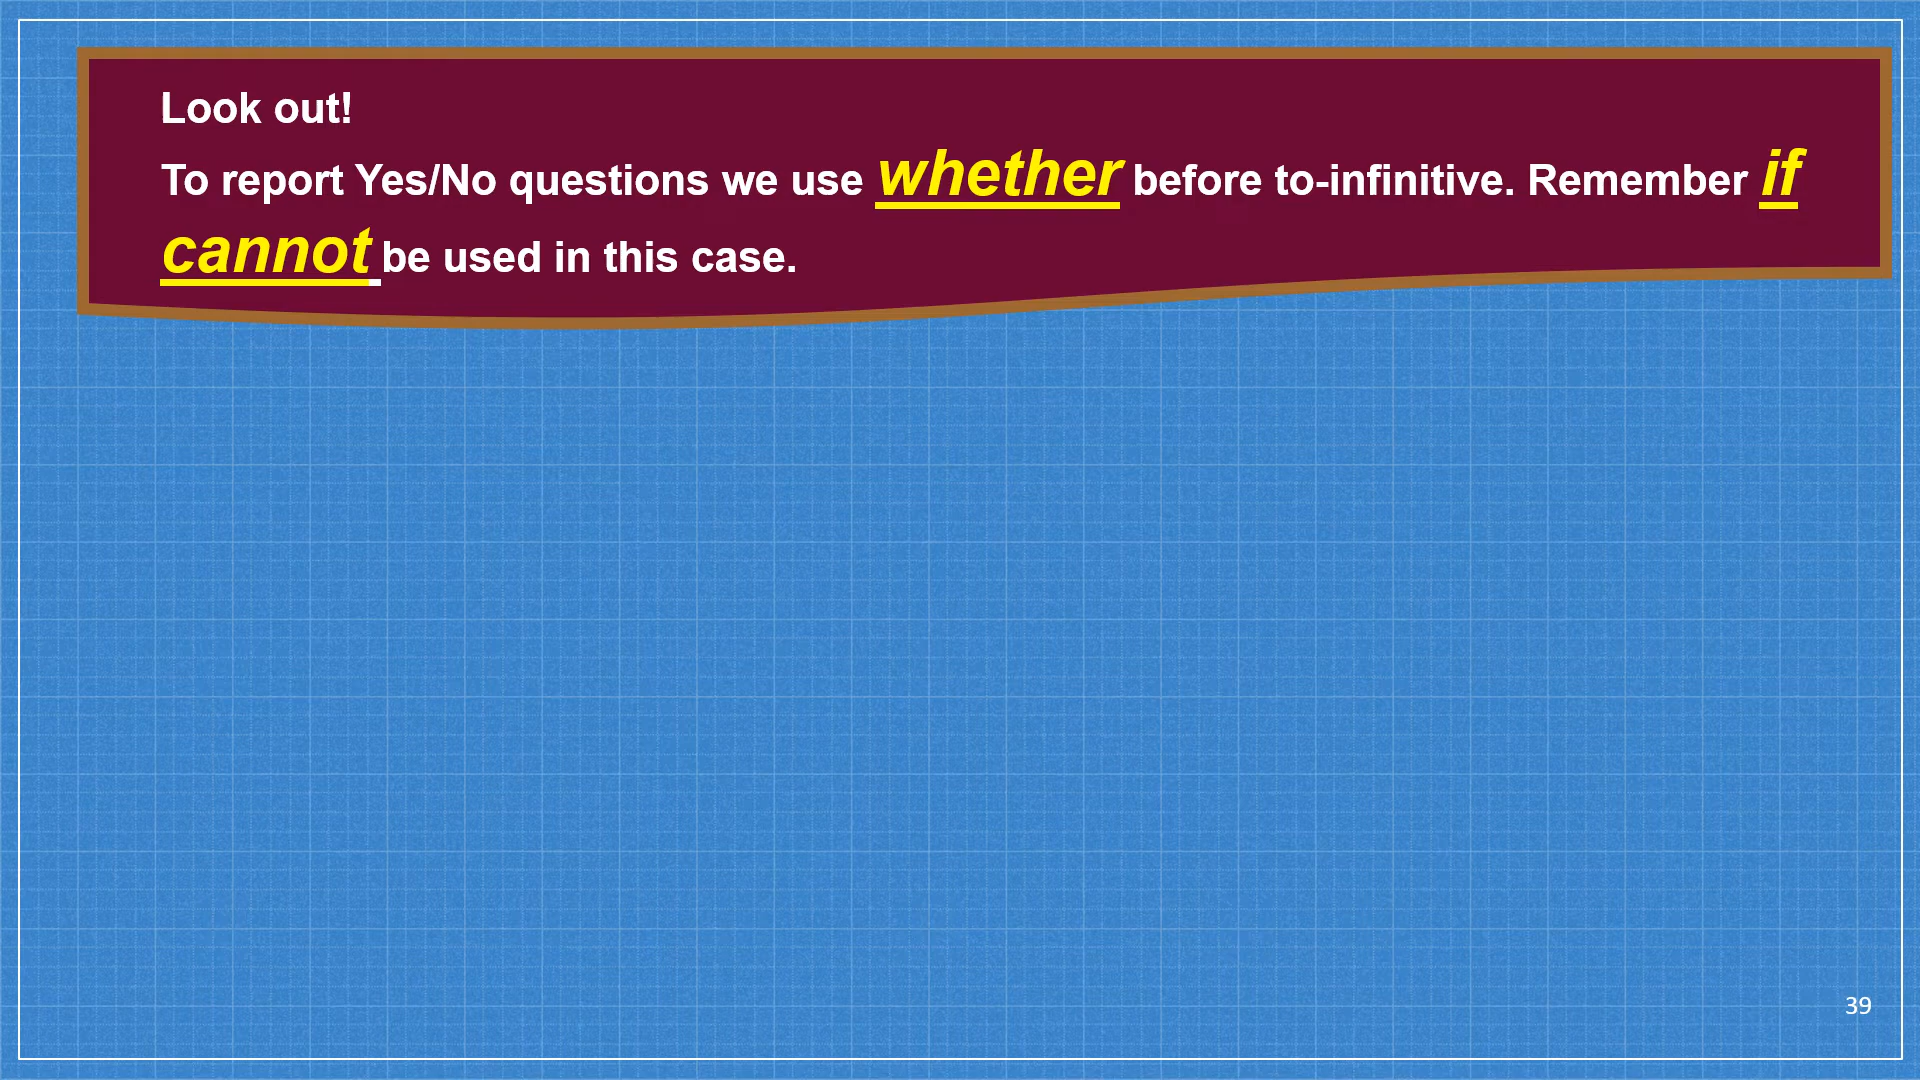 Look out!
To report Yes/No questions we use whether before to-infinitive. Remember if
cannot be used in this case.
39